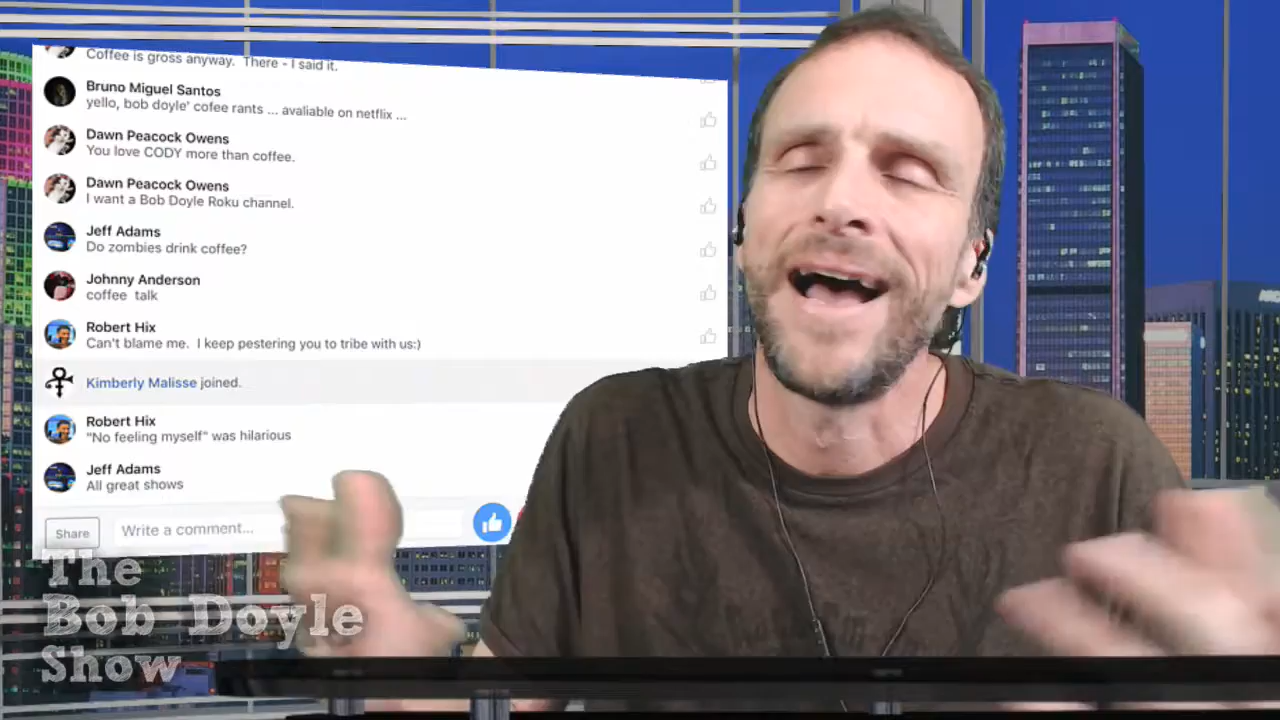 Coffee is gross anyway.  There - I said it.
Bruno Miguel Santos
yello, bob doyle' cofee rants ... avaliable on netflix ...
Dawn Peacock Owens
You love CODY more than coffee.
Dawn Peacock Owens
I want a Bob Doyle Roku channel.
Jeff Adams
Do zombies drink coffee?
Johnny Anderson
coffee  talk
Robert Hix
Can't blame me.  I keep pestering you to tribe with us:)
Kimberly Malisse joined.
Robert Hix
"No feeling myself" was hilarious
Jeff Adams
All great shows
Share
Write a comment...
The
Bob Doyle
Show